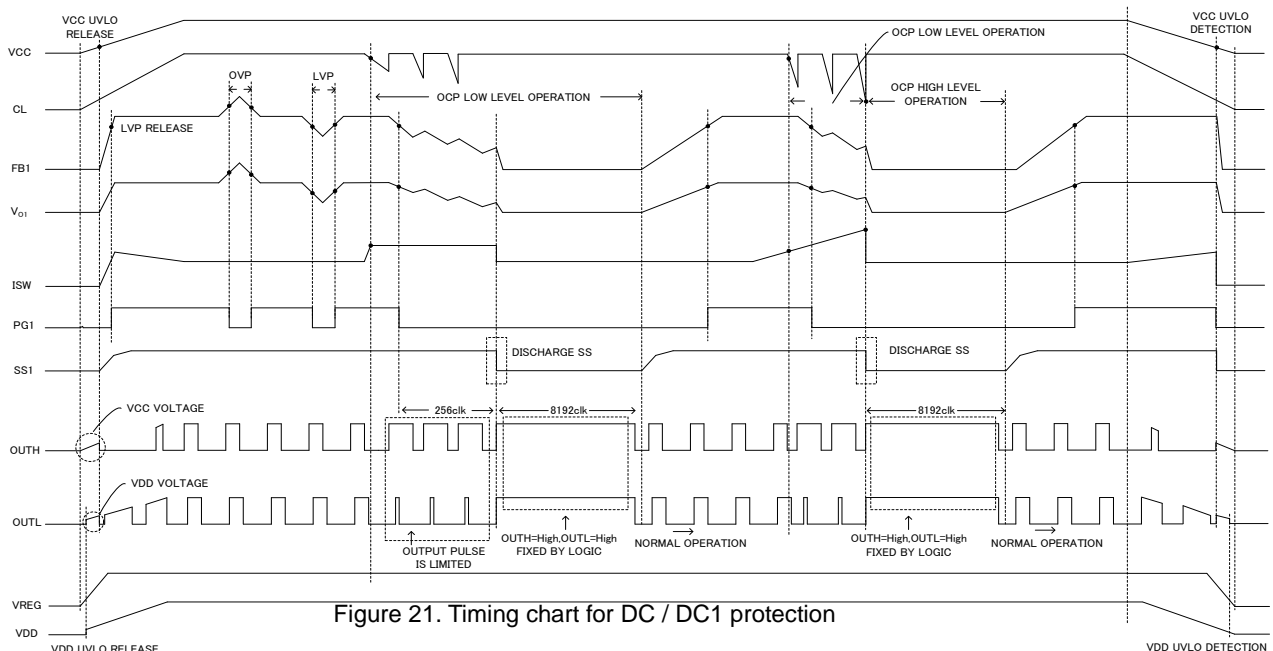 VCC UVLO
RELEASE
VCC UVLO
DETECTION
OCP LOW LEVEL OPERATION
VCC
OVP
LVP
OCP LOW LEVEL OPERATION
OCP HIGH LEVEL
OPERATION
CL
LVP RELEASE
FB1
VO1
ISW
PG1
DISCHARGE SS
DISCHARGE SS
SS1
256clk
8192clk
8192clk
VCC VOLTAGE
OUTH
VDD VOLTAGE
OUTL
OUTPUT PULSE
IS LIMITED
OUTH=High,OUTL=High
FIXED BY LOGIC
NORMAL OPERATION
OUTH=High,OUTL=High
FIXED BY LOGIC
NORMAL OPERATION
VREG
Figure 21. Timing chart for DC / DC1 protection
VDD
VDD UVLO RELEASE
VDD UVLO DETECTION